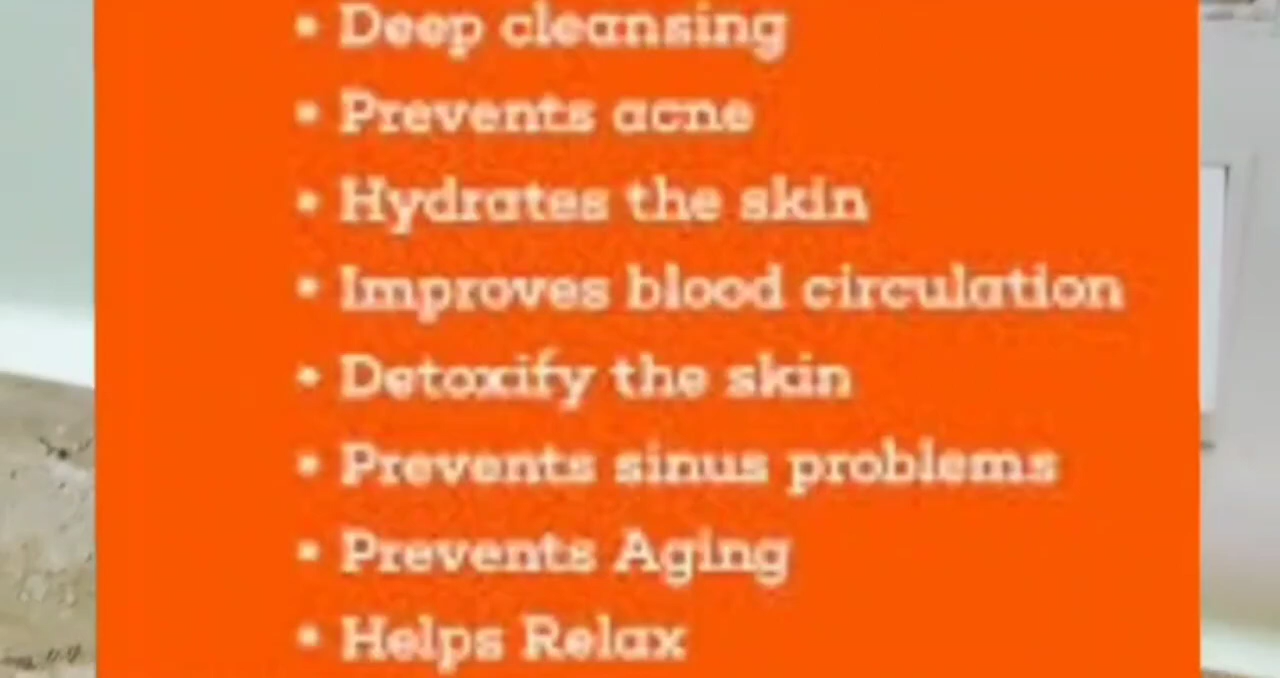 • Deep cleansing
• Prevents acne
• Hydrates the skin
• Improves blood circulation
• Detoxify the skin
• Prevents sinus problems
• Prevents Aging
• Helps Relax